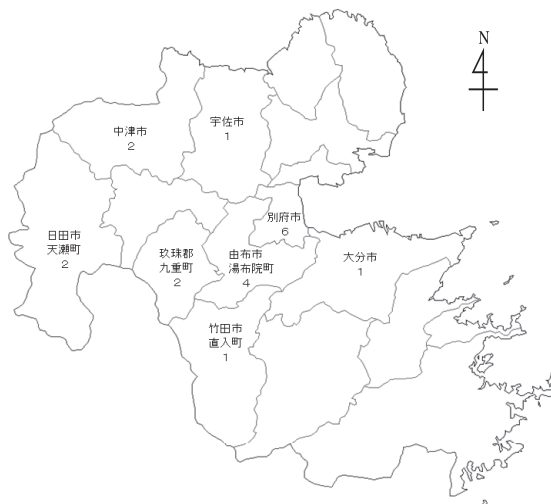 N
中津市
2
宇佐市
1
別府市
6
日田市
天瀬町
2
玖珠郡
九重町
2
由布市
湯布院町
4
大分市
1
竹田市
直入町
1